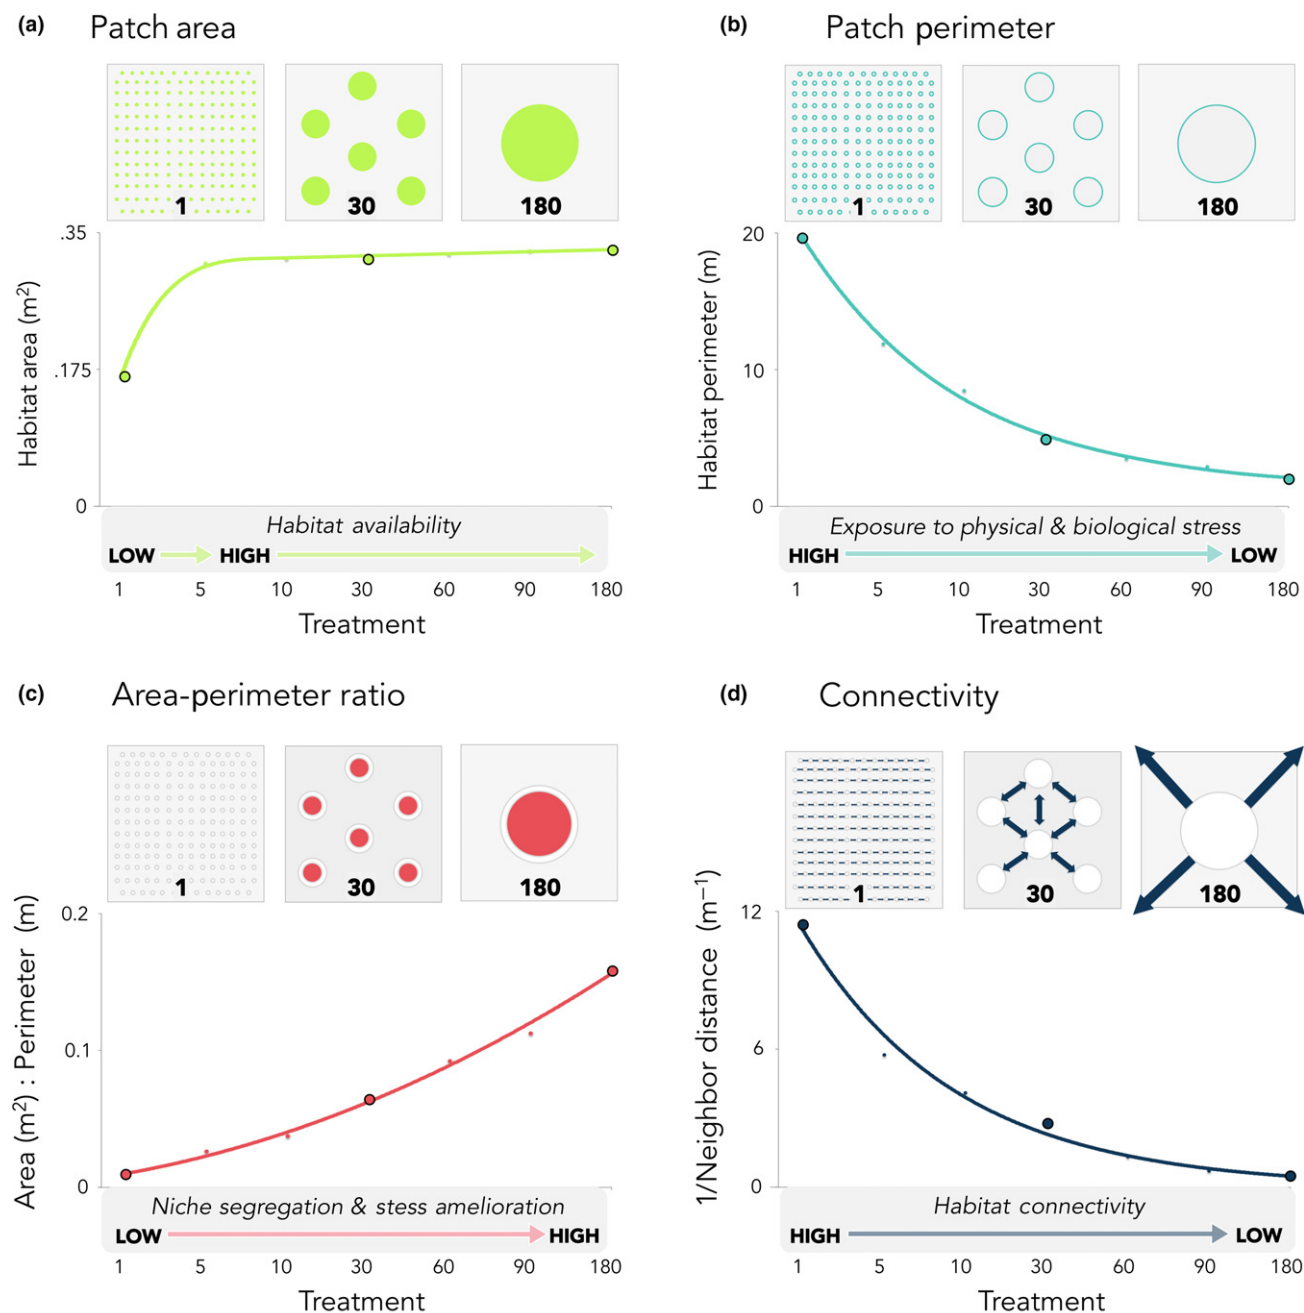 (a) Patch area
1 30 180
.35
.175
0
Habitat area (m²)
Habitat availability
LOW HIGH
1 5 10 30 60 90 180
Treatment
(b) Patch perimeter
1 30 180
20
10
0
Habitat perimeter (m)
Exposure to physical & biological stress
HIGH LOW
1 5 10 30 60 90 180
Treatment
(c) Area-perimeter ratio
1 30 180
0.2
0.1
0
Area (m²) : Perimeter (m)
Niche segregation & stess amelioration
LOW HIGH
1 5 10 30 60 90 180
Treatment
(d) Connectivity
1 30 180
12
6
0
1/Neighbor distance (m⁻¹)
Habitat connectivity
HIGH LOW
1 5 10 30 60 90 180
Treatment